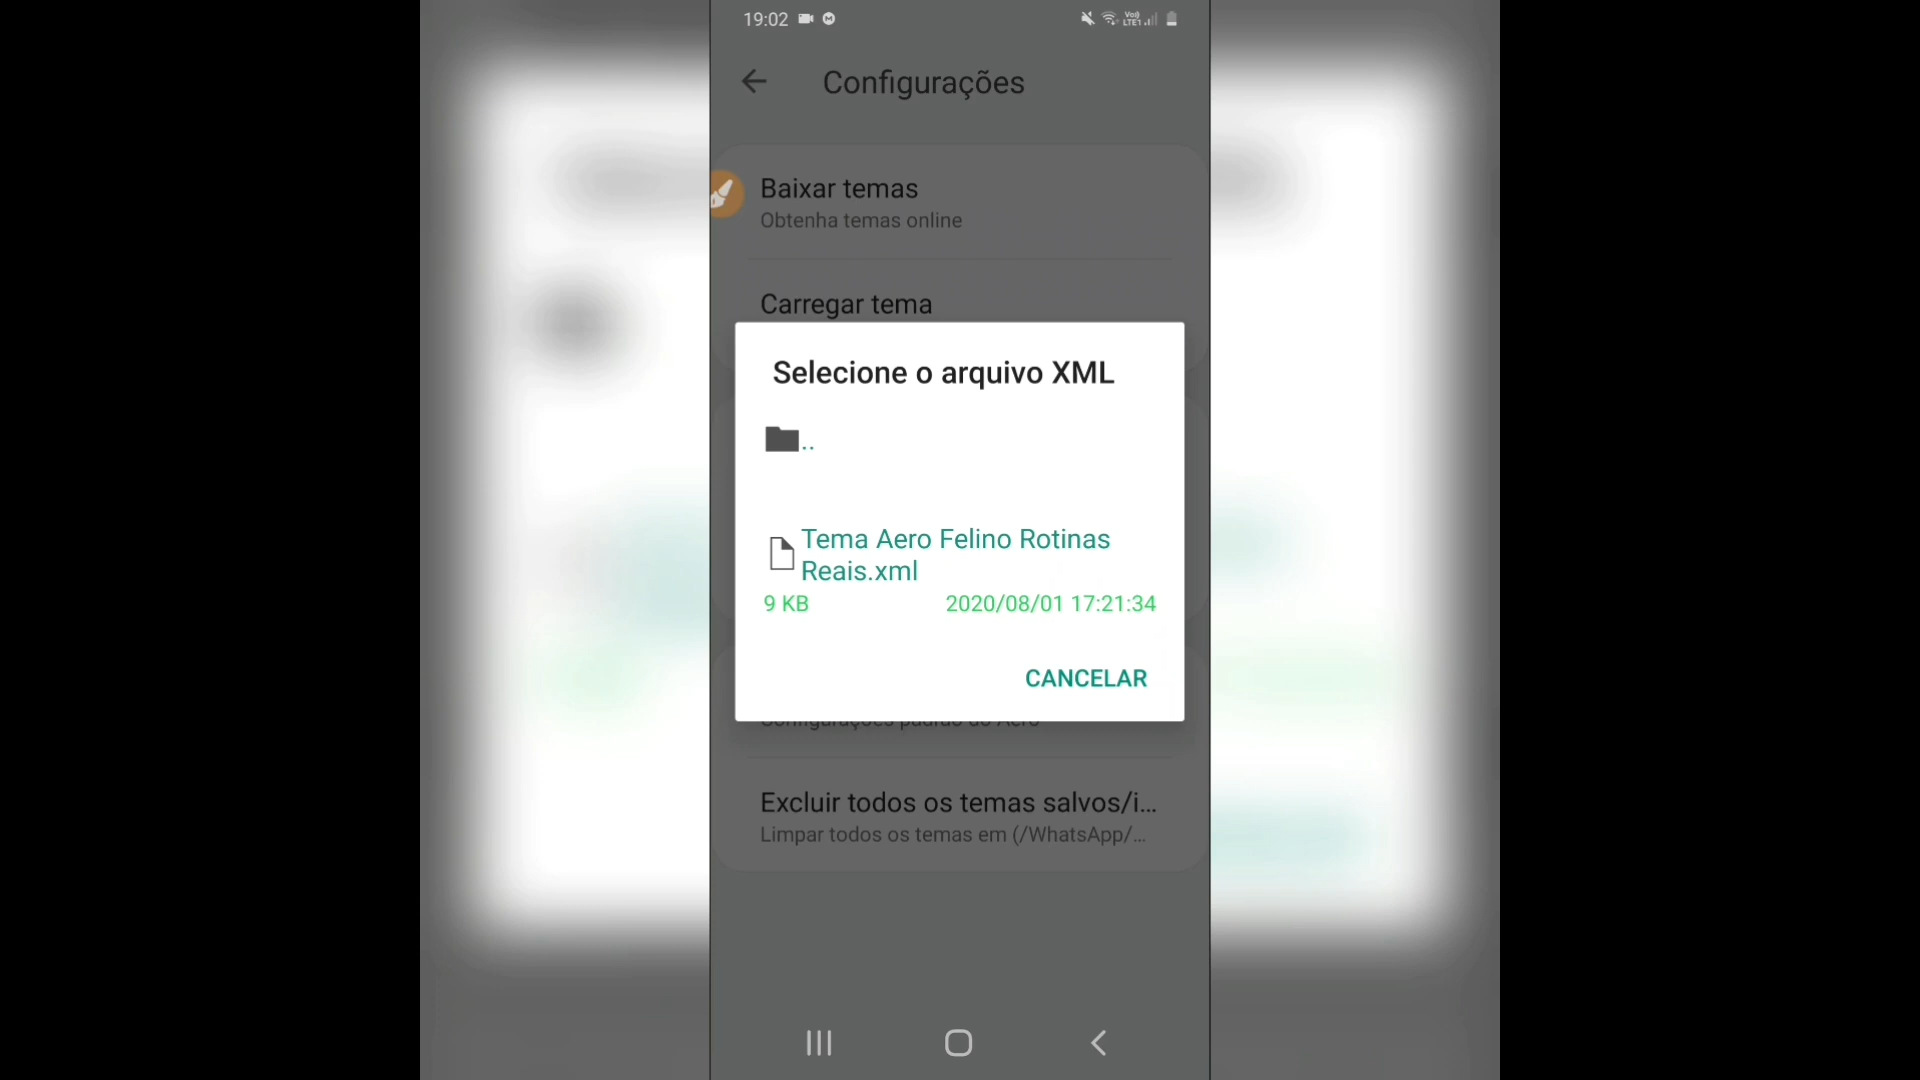 19:02
Vo)) LTE1
Configurações
Baixar temas
Obtenha temas online
Carregar tema
Selecione o arquivo XML
..
Tema Aero Felino Rotinas
Reais.xml
9 KB 2020/08/01 17:21:34
CANCELAR
Configurações padrão do Aero
Excluir todos os temas salvos/i...
Limpar todos os temas em (/WhatsApp/...